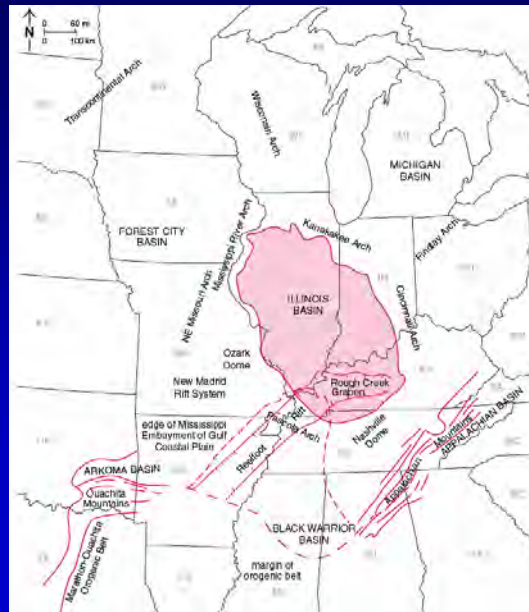 N
0 60 mi
0 100 km
Transcontinental Arch
Wisconsin Arch
MICHIGAN
BASIN
FOREST CITY
BASIN
Mississippi River Arch
NE Missouri Arch
Kankakee Arch
Findlay Arch
ILLINOIS
BASIN
Cincinnati Arch
Ozark
Dome
New Madrid
Rift System
Rough Creek
Graben
Rift
Pascola Arch
Reelfoot
Nashville
Dome
edge of Mississippi
Embayment of Gulf
Coastal Plain
Appalachian
Mountains
APPALACHIAN BASIN
ARKOMA BASIN
Ouachita
Mountains
Marathon-Ouachita
Orogenic Belt
BLACK WARRIOR
BASIN
margin of
orogenic belt